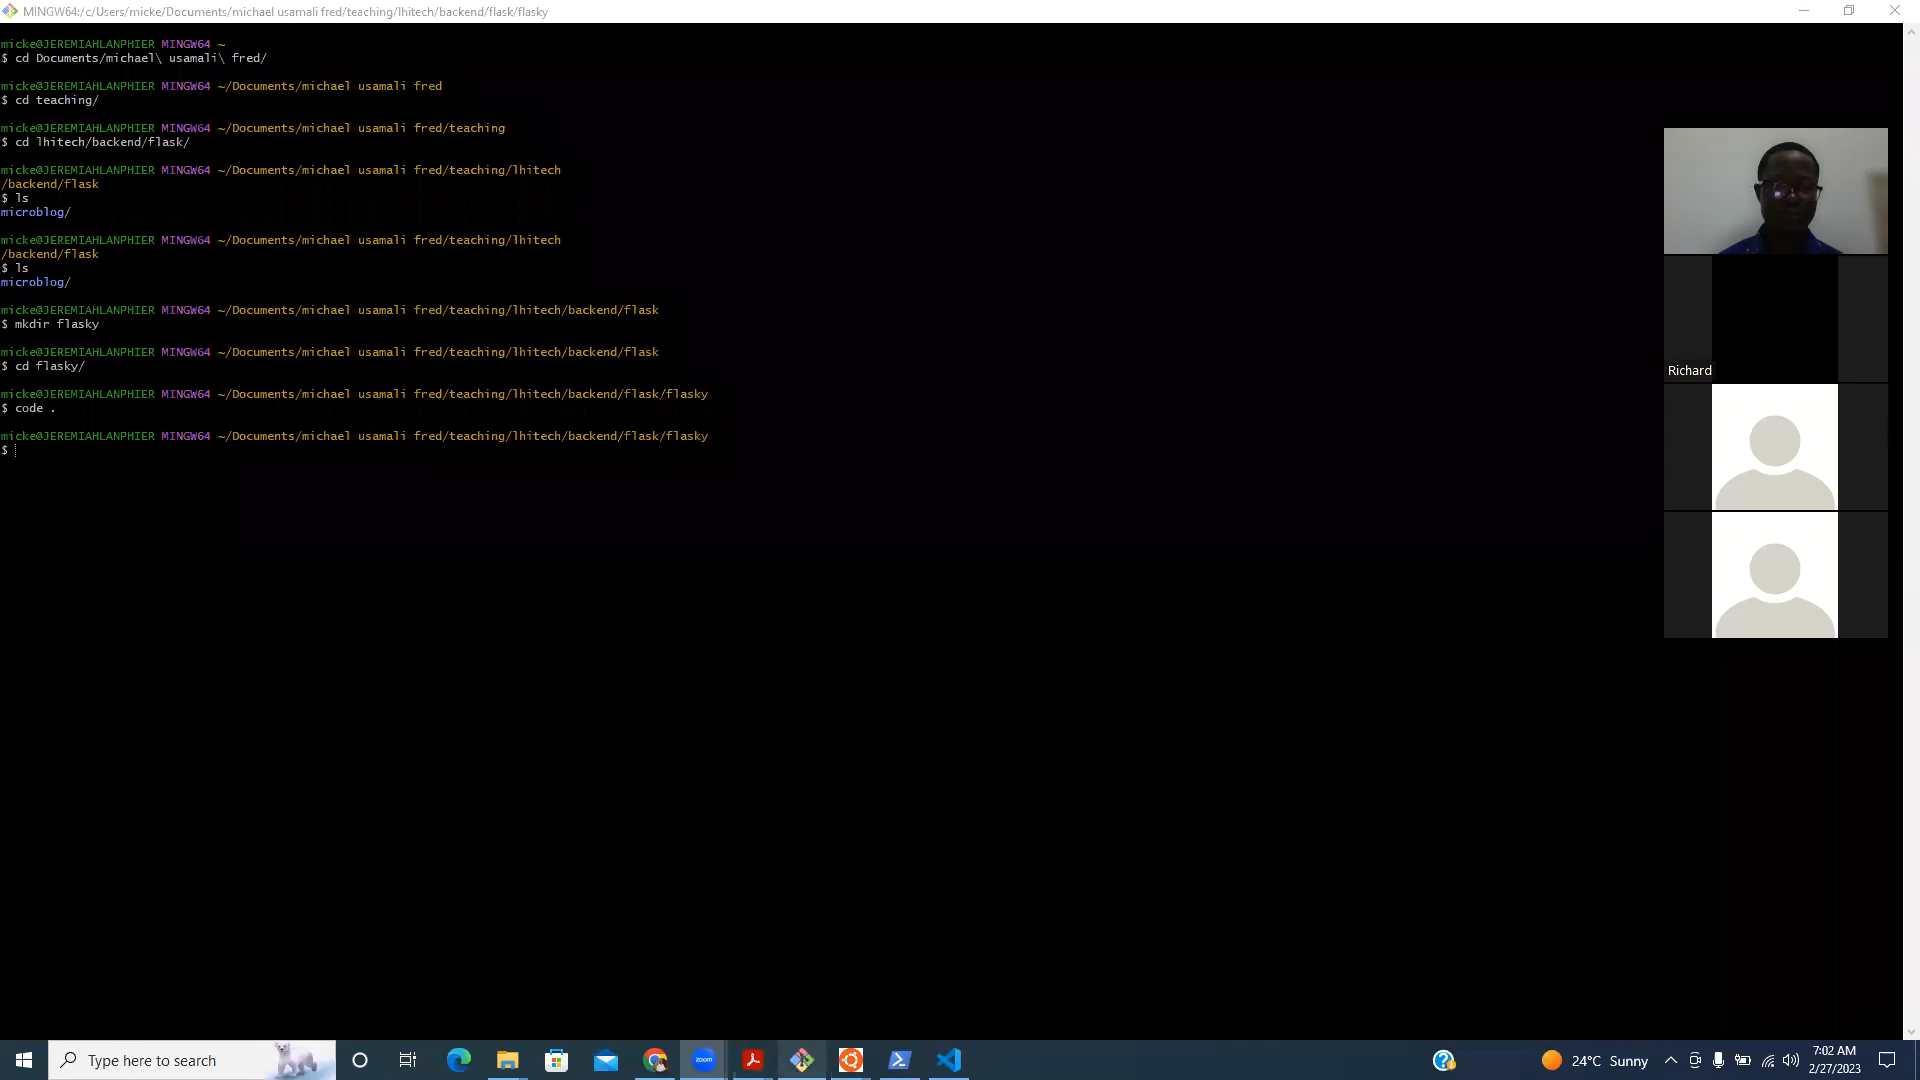 MINGW64:/c/Users/micke/Documents/michael usamali fred/teaching/lhitech/backend/flask/flasky
micke@JEREMIAHLANPHIER MINGW64 ~
$ cd Documents/michael\ usamali\ fred/
micke@JEREMIAHLANPHIER MINGW64 ~/Documents/michael usamali fred
$ cd teaching/
micke@JEREMIAHLANPHIER MINGW64 ~/Documents/michael usamali fred/teaching
$ cd lhitech/backend/flask/
micke@JEREMIAHLANPHIER MINGW64 ~/Documents/michael usamali fred/teaching/lhitech
/backend/flask
$ ls
microblog/
micke@JEREMIAHLANPHIER MINGW64 ~/Documents/michael usamali fred/teaching/lhitech
/backend/flask
$ ls
microblog/
micke@JEREMIAHLANPHIER MINGW64 ~/Documents/michael usamali fred/teaching/lhitech/backend/flask
$ mkdir flasky
micke@JEREMIAHLANPHIER MINGW64 ~/Documents/michael usamali fred/teaching/lhitech/backend/flask
$ cd flasky/
micke@JEREMIAHLANPHIER MINGW64 ~/Documents/michael usamali fred/teaching/lhitech/backend/flask/flasky
$ code .
micke@JEREMIAHLANPHIER MINGW64 ~/Documents/michael usamali fred/teaching/lhitech/backend/flask/flasky
$
Richard
Type here to search
zoom
24°C Sunny
7:02 AM
2/27/2023